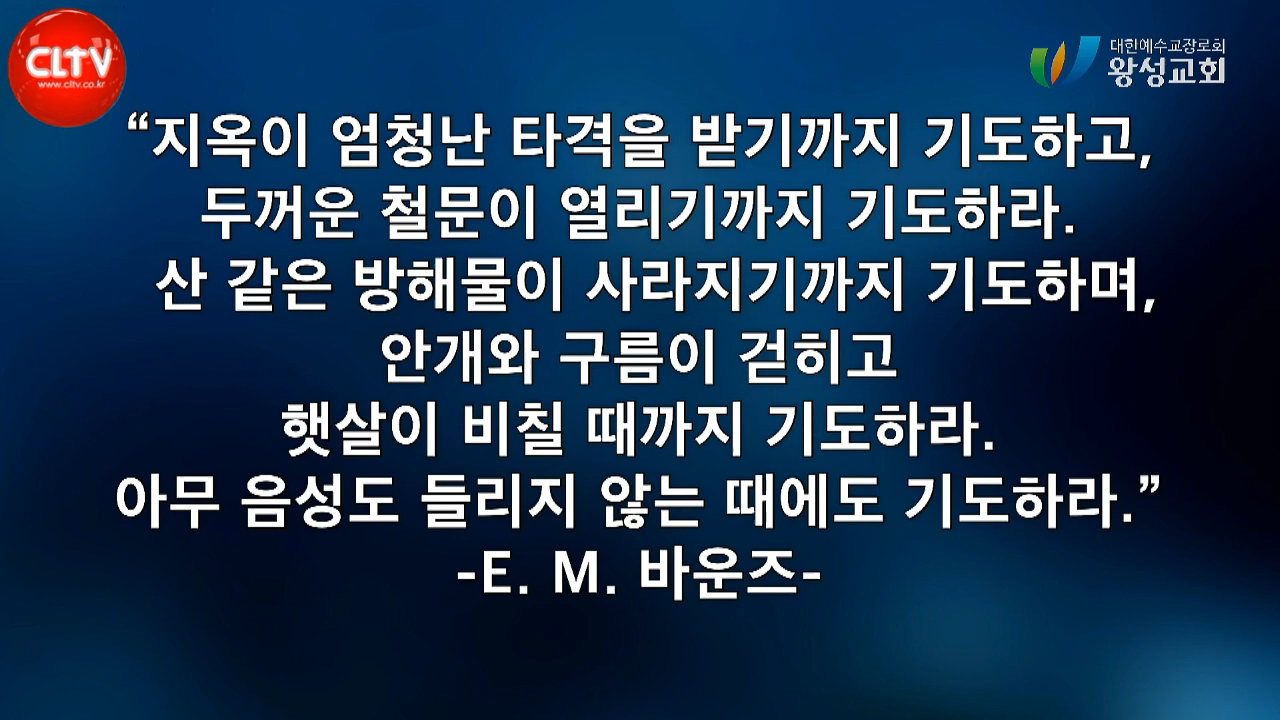 CLTV
www.cltv.co.kr
대한예수교장로회
왕성교회
“지옥이 엄청난 타격을 받기까지 기도하고,
두꺼운 철문이 열리기까지 기도하라.
산 같은 방해물이 사라지기까지 기도하며,
안개와 구름이 걷히고
햇살이 비칠 때까지 기도하라.
아무 음성도 들리지 않는 때에도 기도하라.”
-E. M. 바운즈-